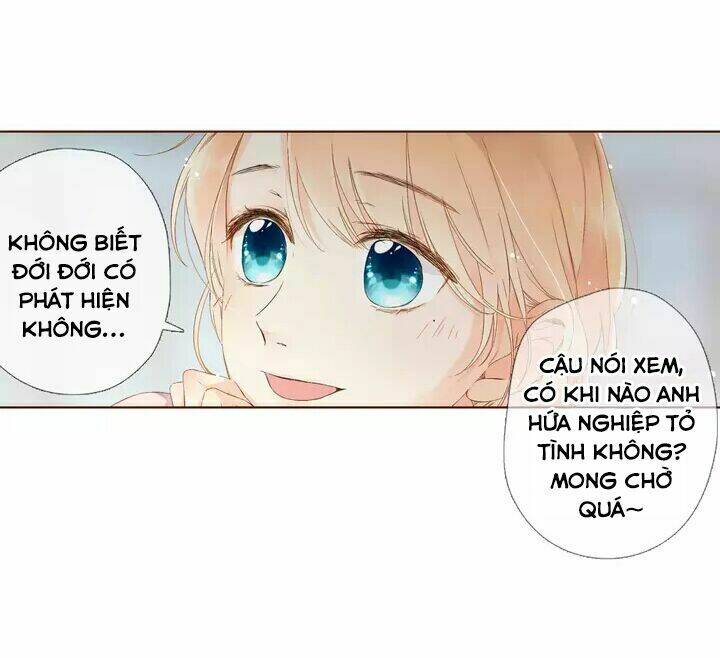 KHÔNG BIẾT
ĐỚI ĐỚI CÓ
PHÁT HIỆN
KHÔNG...
CẬU NÓI XEM,
CÓ KHI NÀO ANH
HỨA NGHIỆP TỎ
TÌNH KHÔNG?
MONG CHỜ
QUÁ~